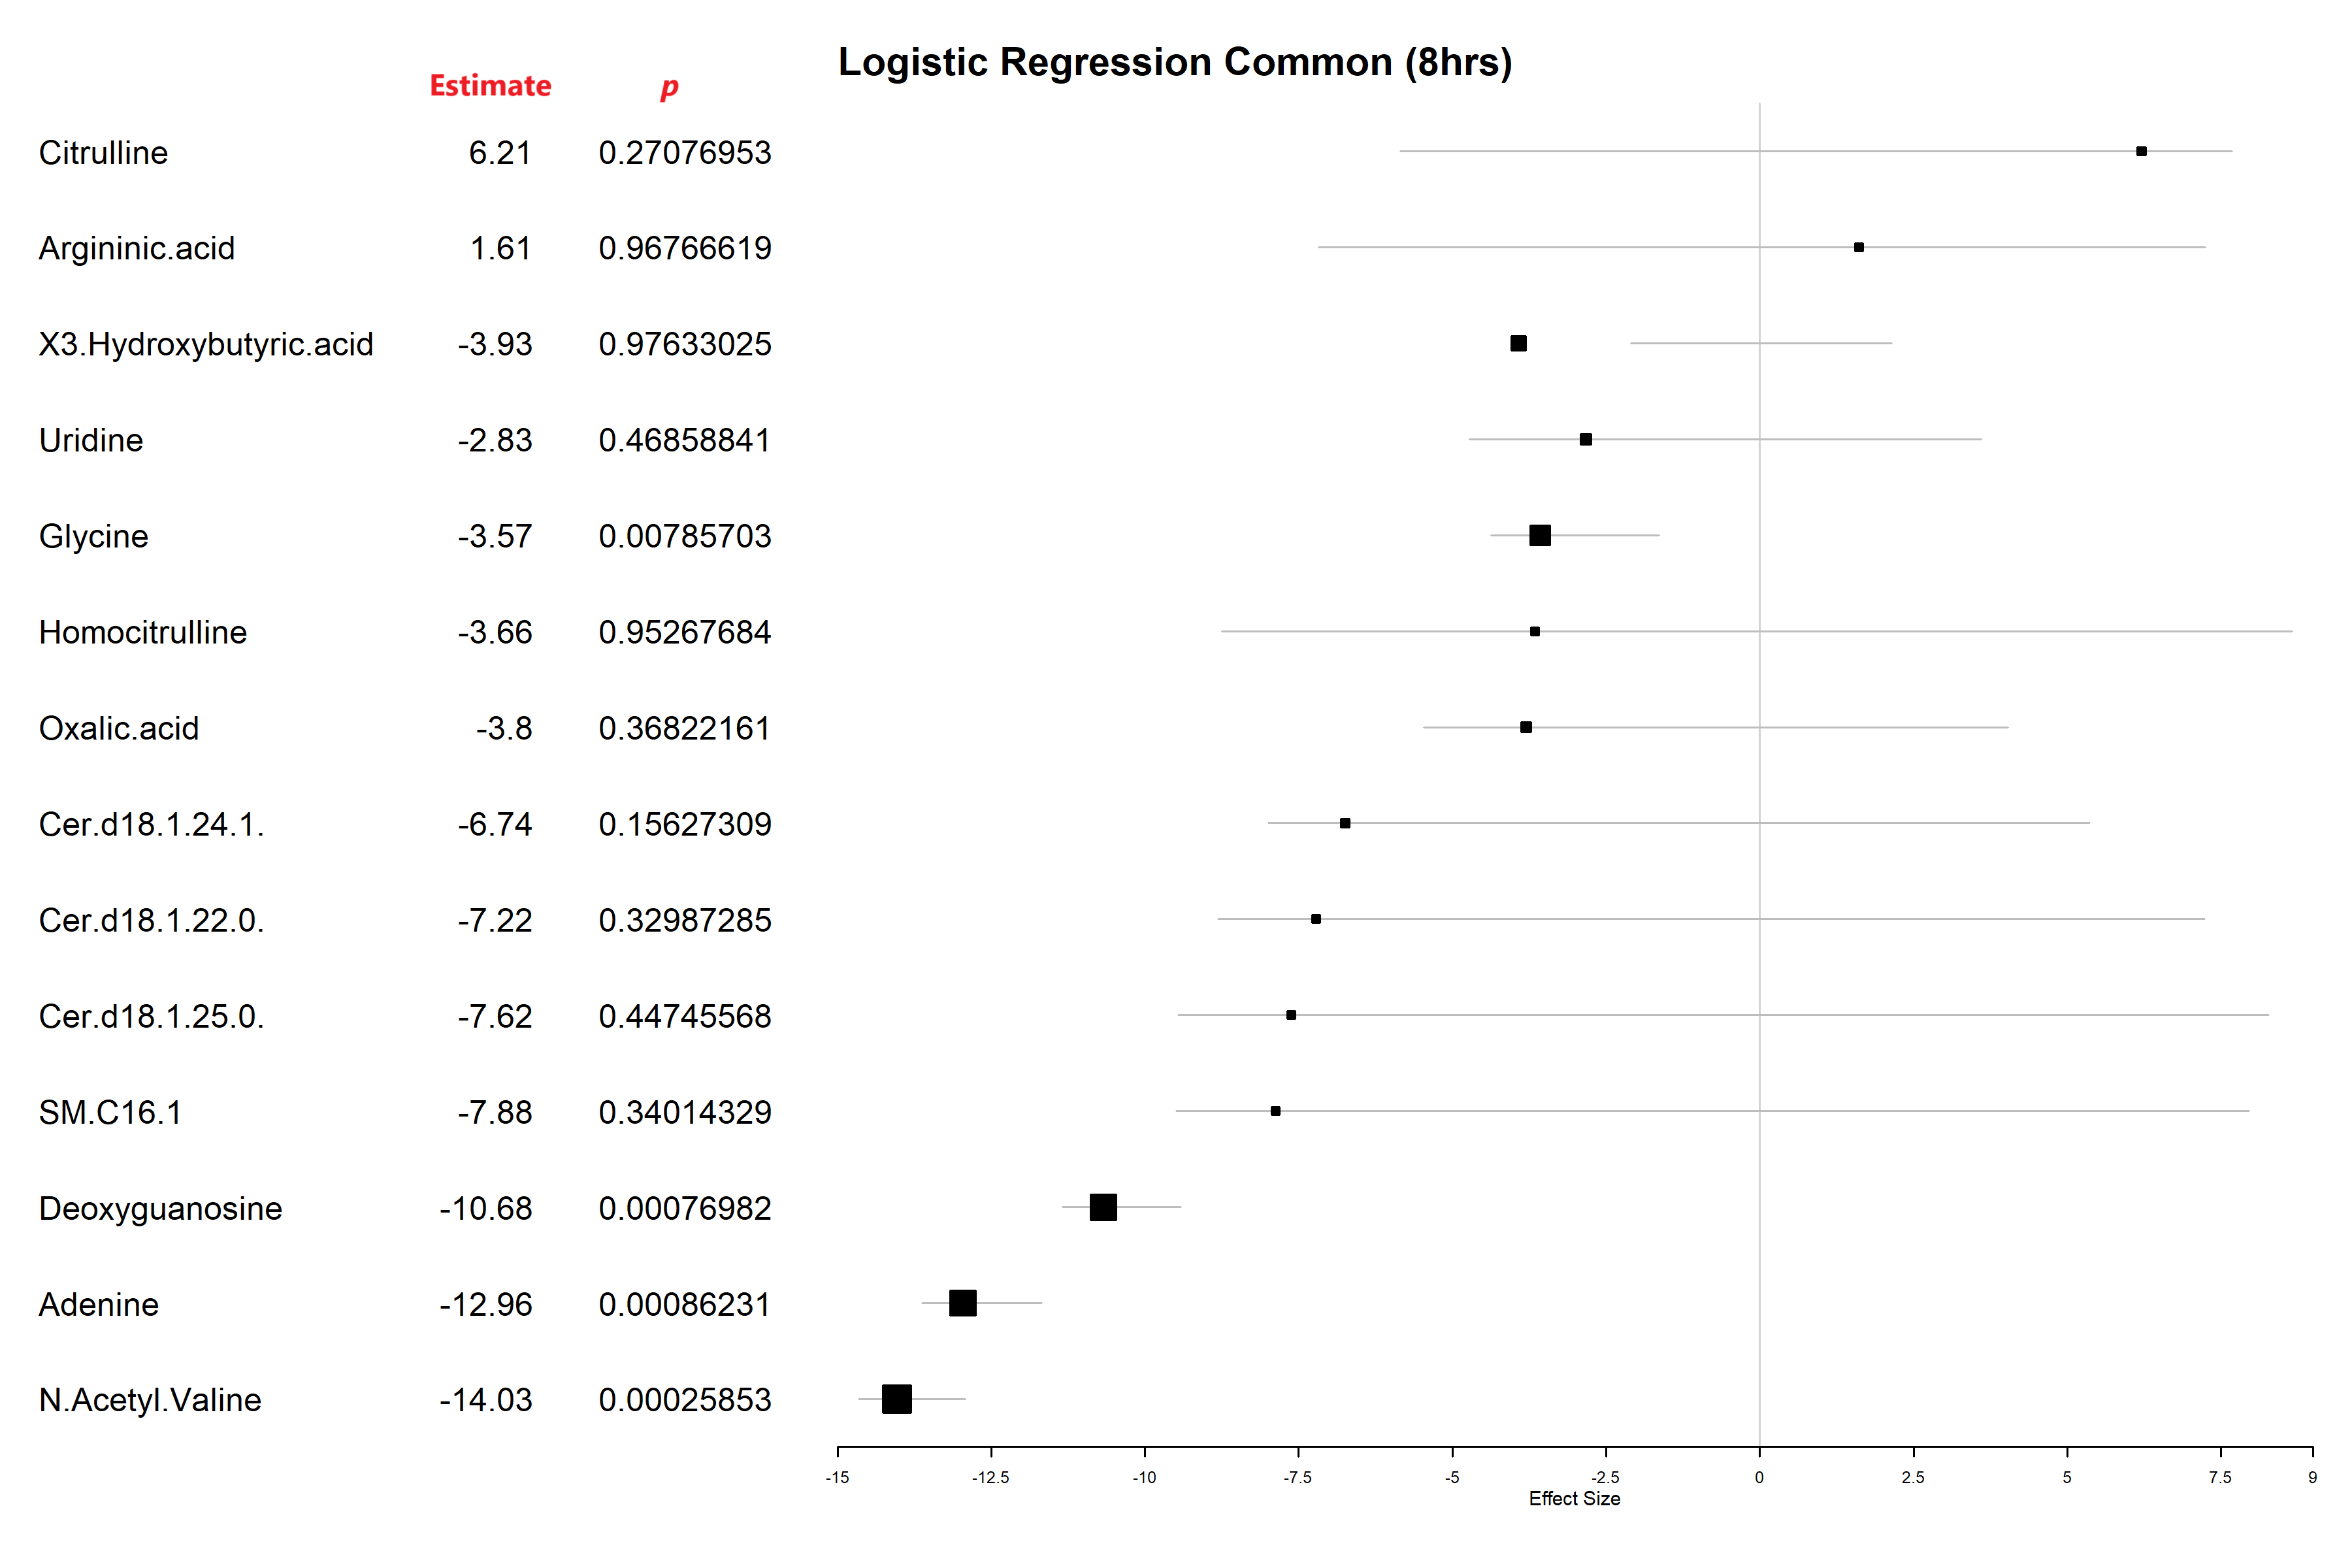 Logistic Regression Common (8hrs)
Estimate p
Citrulline 6.21 0.27076953
Argininic.acid 1.61 0.96766619
X3.Hydroxybutyric.acid -3.93 0.97633025
Uridine -2.83 0.46858841
Glycine -3.57 0.00785703
Homocitrulline -3.66 0.95267684
Oxalic.acid -3.8 0.36822161
Cer.d18.1.24.1. -6.74 0.15627309
Cer.d18.1.22.0. -7.22 0.32987285
Cer.d18.1.25.0. -7.62 0.44745568
SM.C16.1 -7.88 0.34014329
Deoxyguanosine -10.68 0.00076982
Adenine -12.96 0.00086231
N.Acetyl.Valine -14.03 0.00025853
-15 -12.5 -10 -7.5 -5 -2.5 0 2.5 5 7.5 9
Effect Size